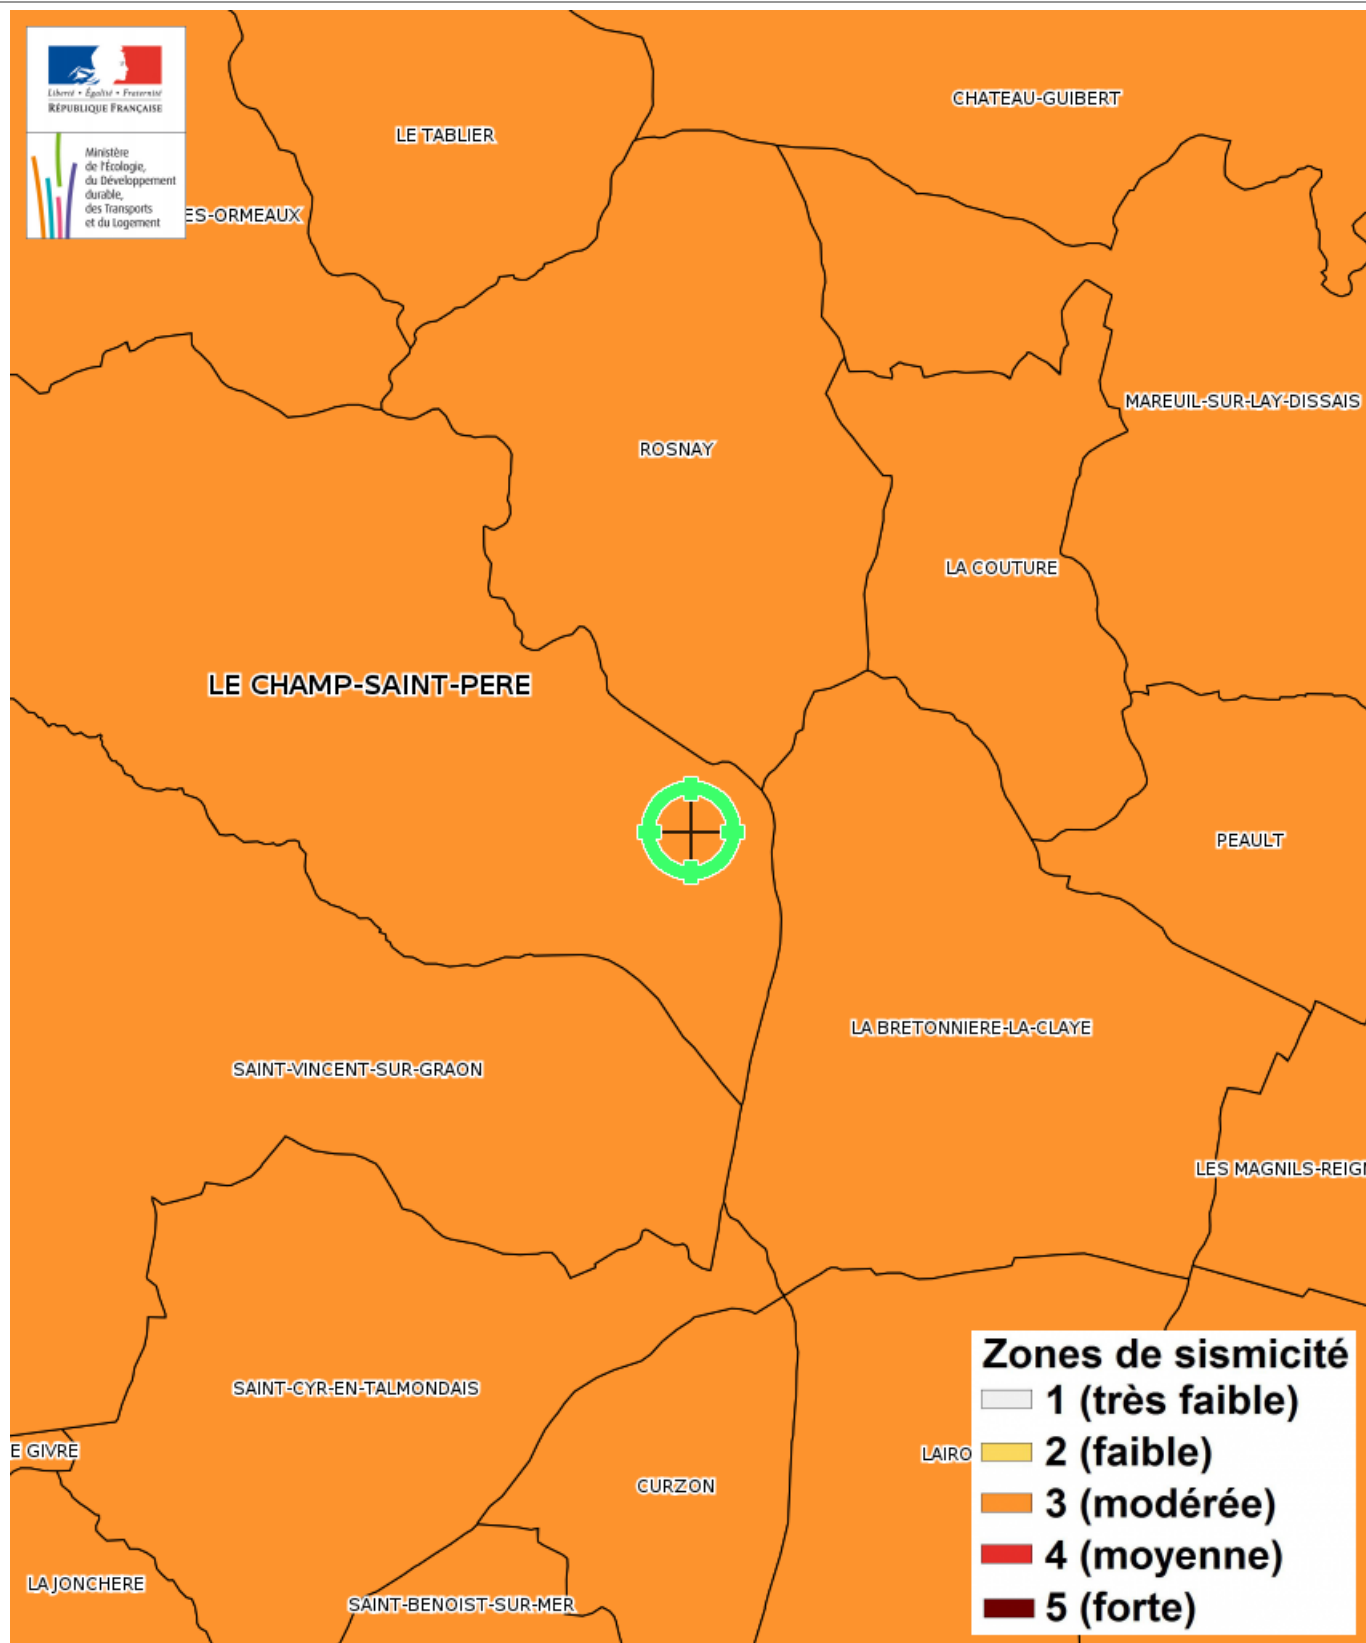 Liberté • Égalité • Fraternité
RÉPUBLIQUE FRANÇAISE
Ministère
de l'Écologie,
du Développement
durable,
des Transports
et du Logement
CHATEAU-GUIBERT
LE TABLIER
ES-ORMEAUX
MAREUIL-SUR-LAY-DISSAIS
ROSNAY
LA COUTURE
LE CHAMP-SAINT-PERE
PEAULT
LA BRETONNIERE-LA-CLAYE
SAINT-VINCENT-SUR-GRAON
LES MAGNILS-REIG
SAINT-CYR-EN-TALMONDAIS
E GIVRE
LAIRO
CURZON
LA JONCHERE
SAINT-BENOIST-SUR-MER
Zones de sismicité
1 (très faible)
2 (faible)
3 (modérée)
4 (moyenne)
5 (forte)